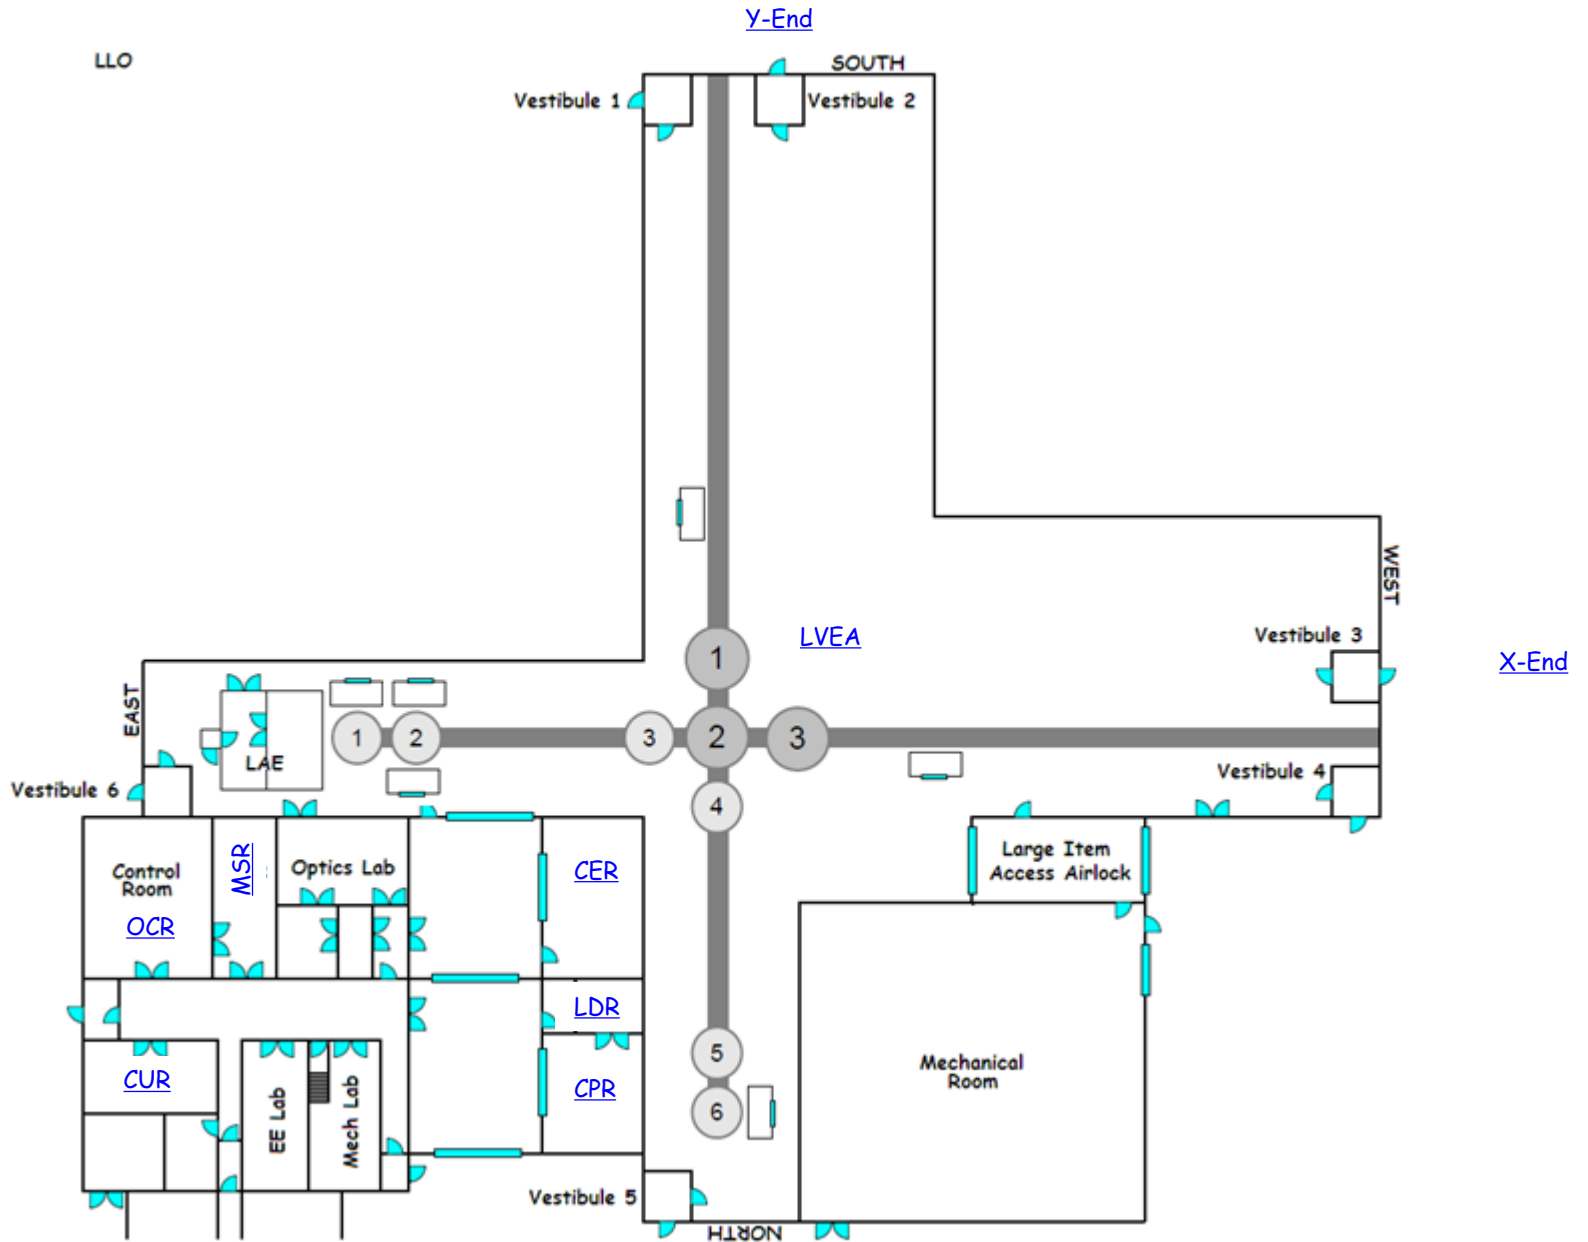 Y-End
LLO
SOUTH
Vestibule 1
Vestibule 2
WEST
LVEA
Vestibule 3
1
X-End
EAST
1
2
3
2
3
LAE
Vestibule 4
Vestibule 6
4
Control
Room
MSR
Optics Lab
CER
Large Item
Access Airlock
OCR
LDR
5
Mechanical
Room
CUR
CPR
EE Lab
Mech Lab
6
Vestibule 5
NORTH